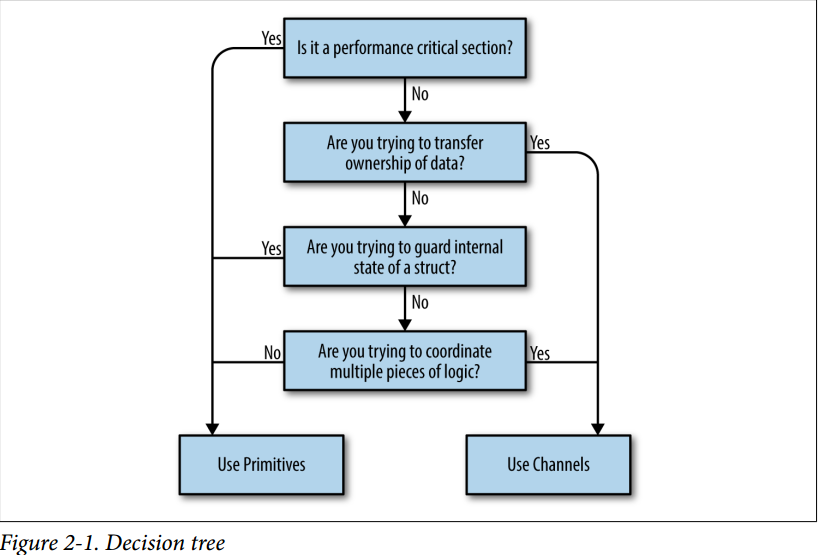 Yes
Is it a performance critical section?
No
Are you trying to transfer
ownership of data?
Yes
No
Yes
Are you trying to guard internal
state of a struct?
No
No
Are you trying to coordinate
multiple pieces of logic?
Yes
Use Primitives
Use Channels
Figure 2-1. Decision tree